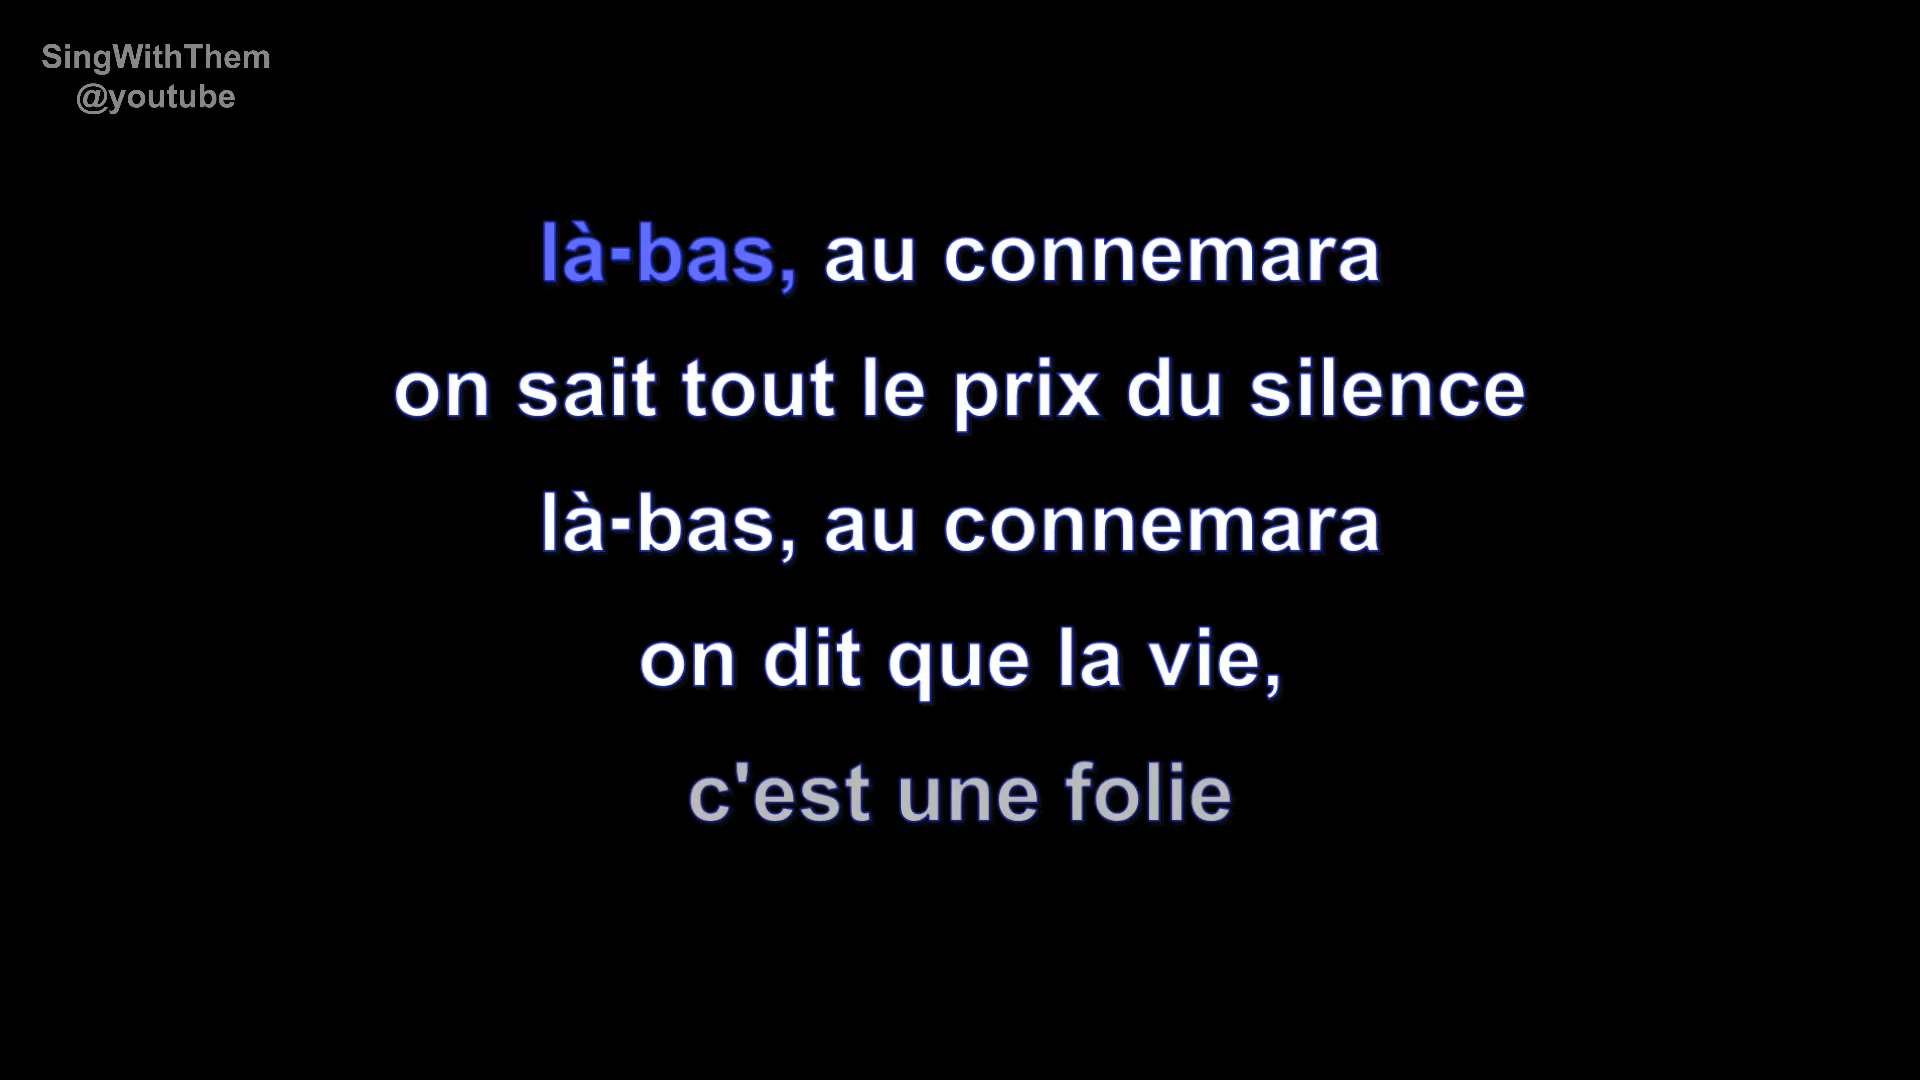 SingWithThem
@youtube
là-bas, au connemara
on sait tout le prix du silence
là-bas, au connemara
on dit que la vie,
c'est une folie